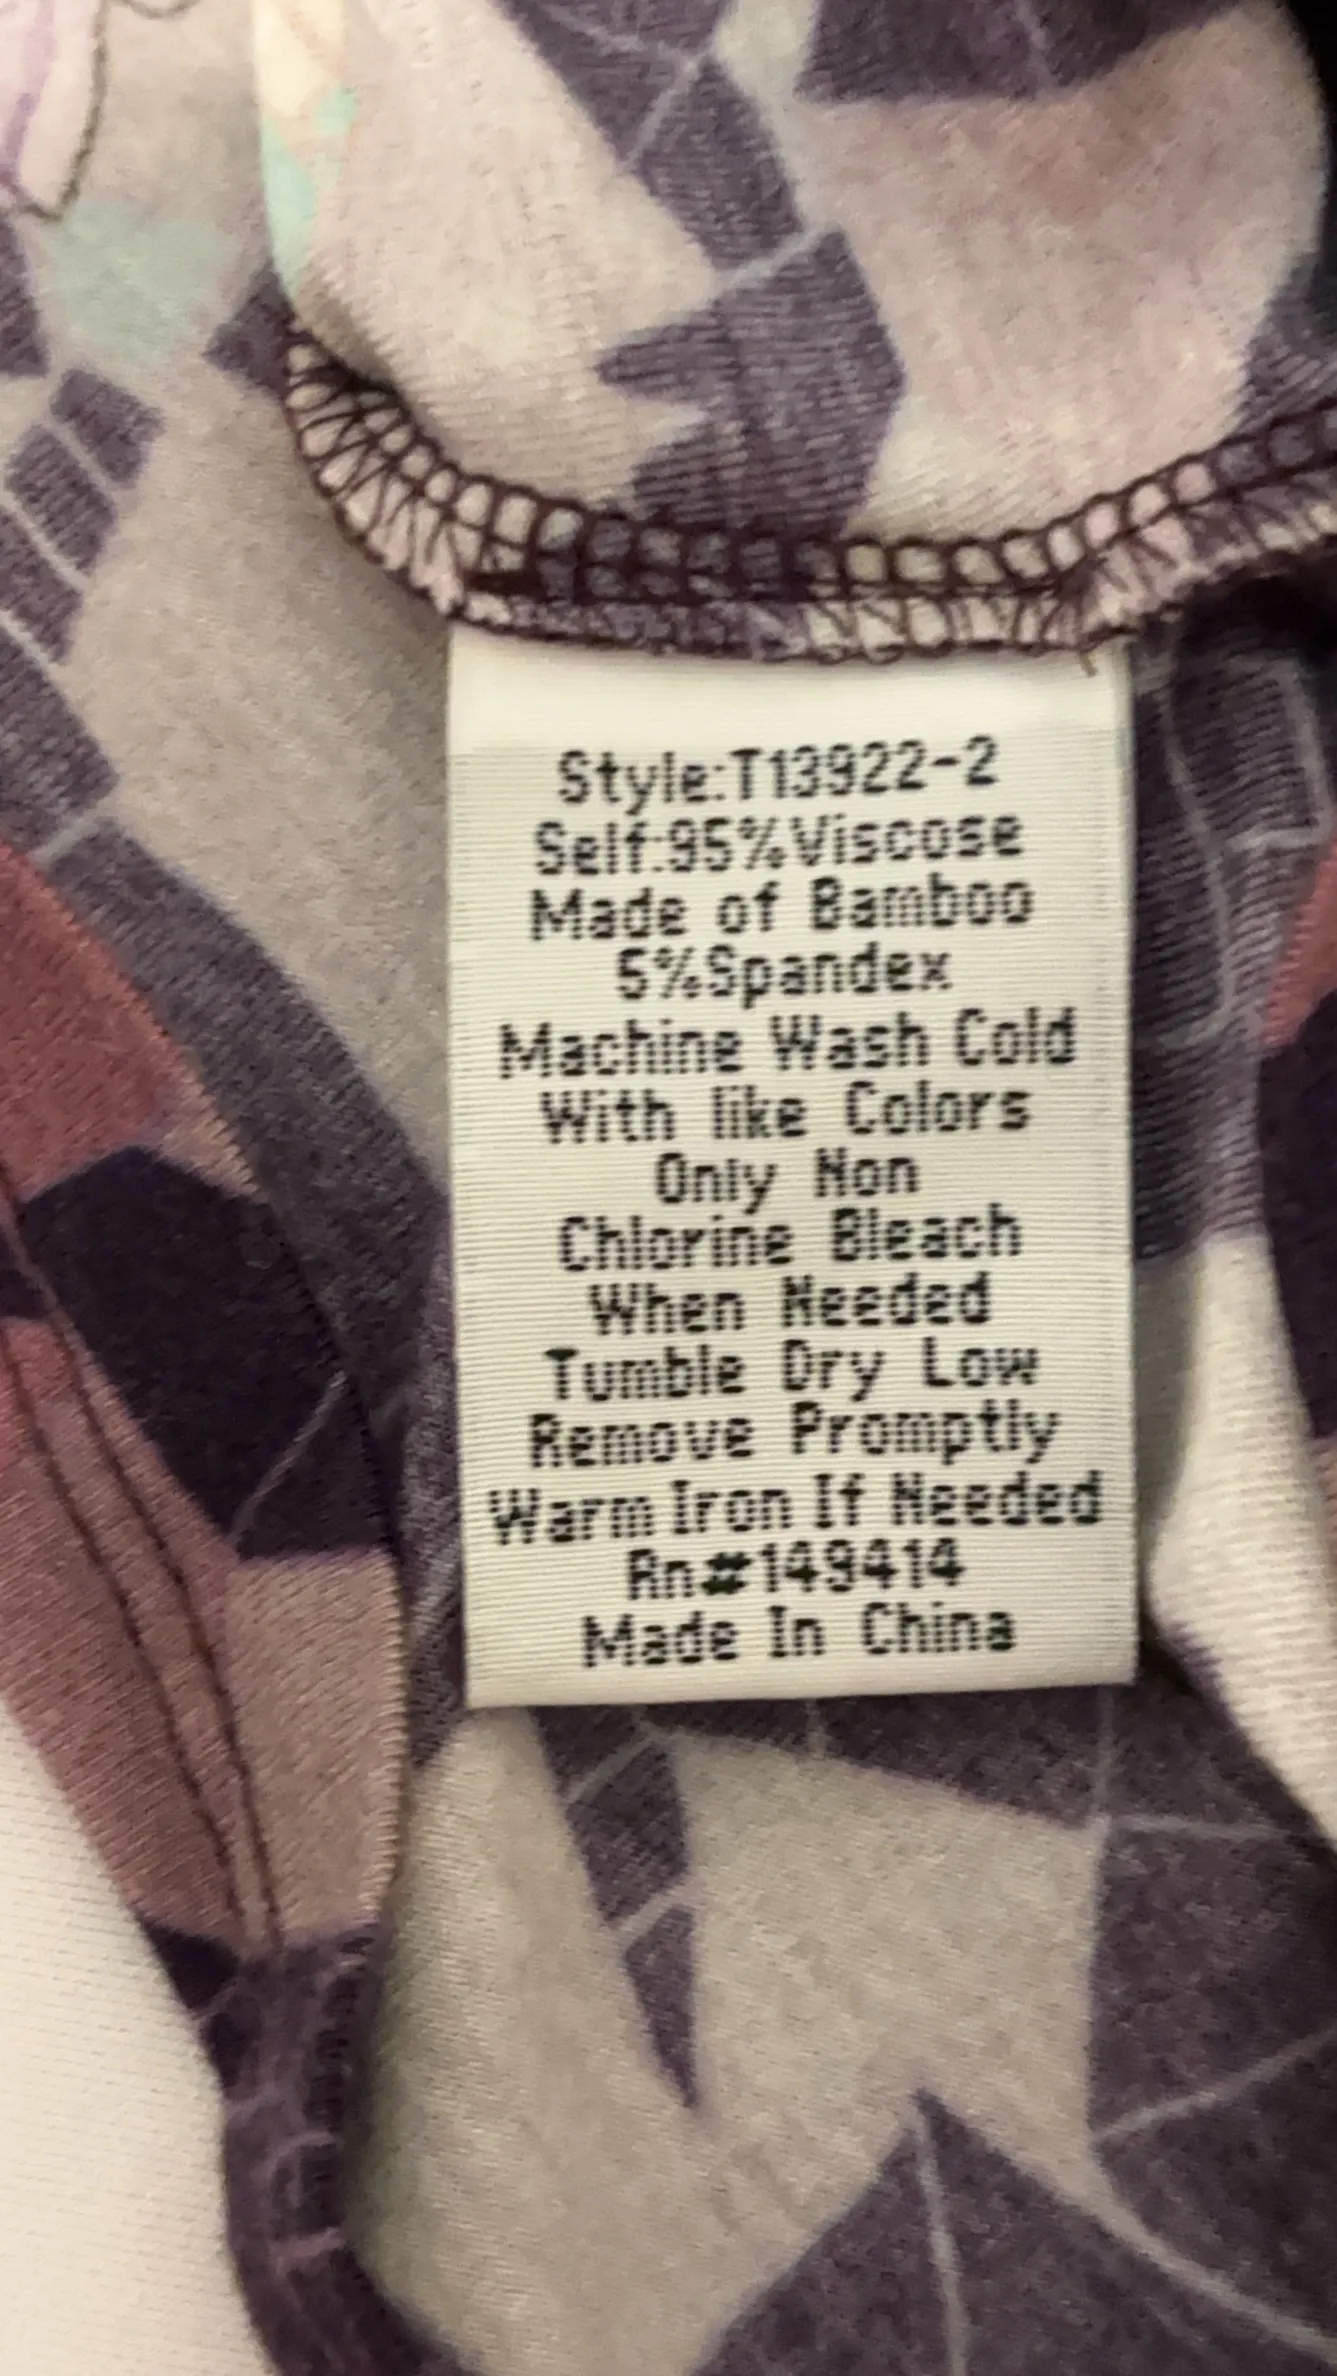 Style:T13922-2
Self:95%Viscose
Made of Bamboo
5%Spandex
Machine Wash Cold
With like Colors
Only Non
Chlorine Bleach
When Needed
Tumble Dry Low
Remove Promptly
Warm Iron If Needed
Rn#149414
Made In China